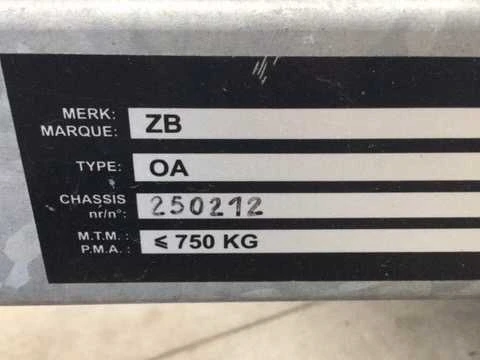 MERK: ZB
MARQUE:
TYPE: OA
CHASSIS 250212
nr/n°:
M.T.M.: ⩽ 750 KG
P.M.A. :